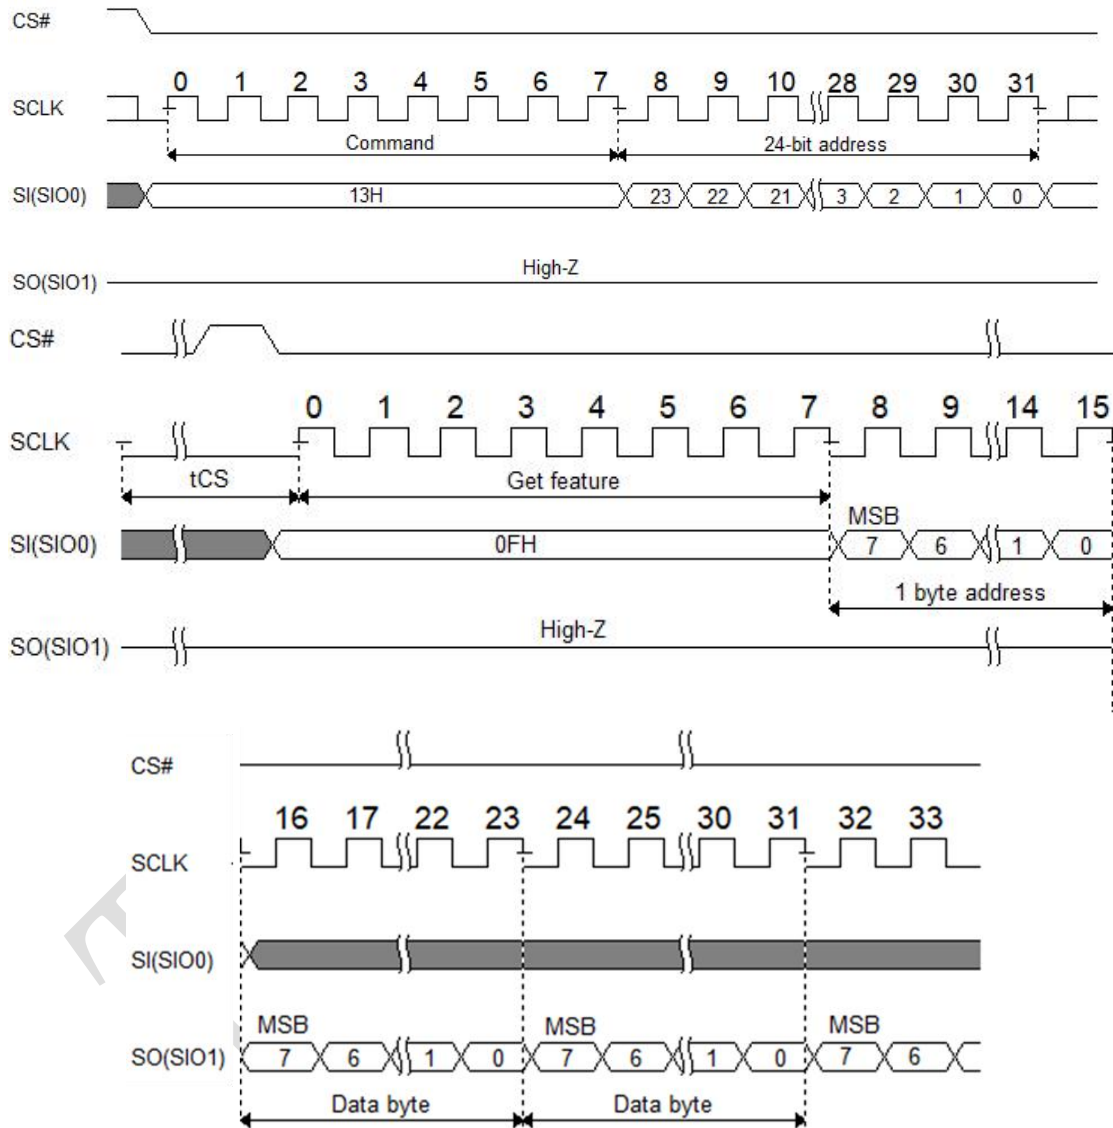 CS#
0 1 2 3 4 5 6 7 8 9 10 28 29 30 31
SCLK
Command 24-bit address
SI(SIO0) 13H 23 22 21 3 2 1 0
High-Z
SO(SIO1)
CS#
0 1 2 3 4 5 6 7 8 9 14 15
SCLK
tCS Get feature
MSB
SI(SIO0) 0FH 7 6 1 0
1 byte address
High-Z
SO(SIO1)
CS#
16 17 22 23 24 25 30 31 32 33
SCLK
SI(SIO0)
MSB MSB MSB
SO(SIO1) 7 6 1 0 7 6 1 0 7 6
Data byte Data byte